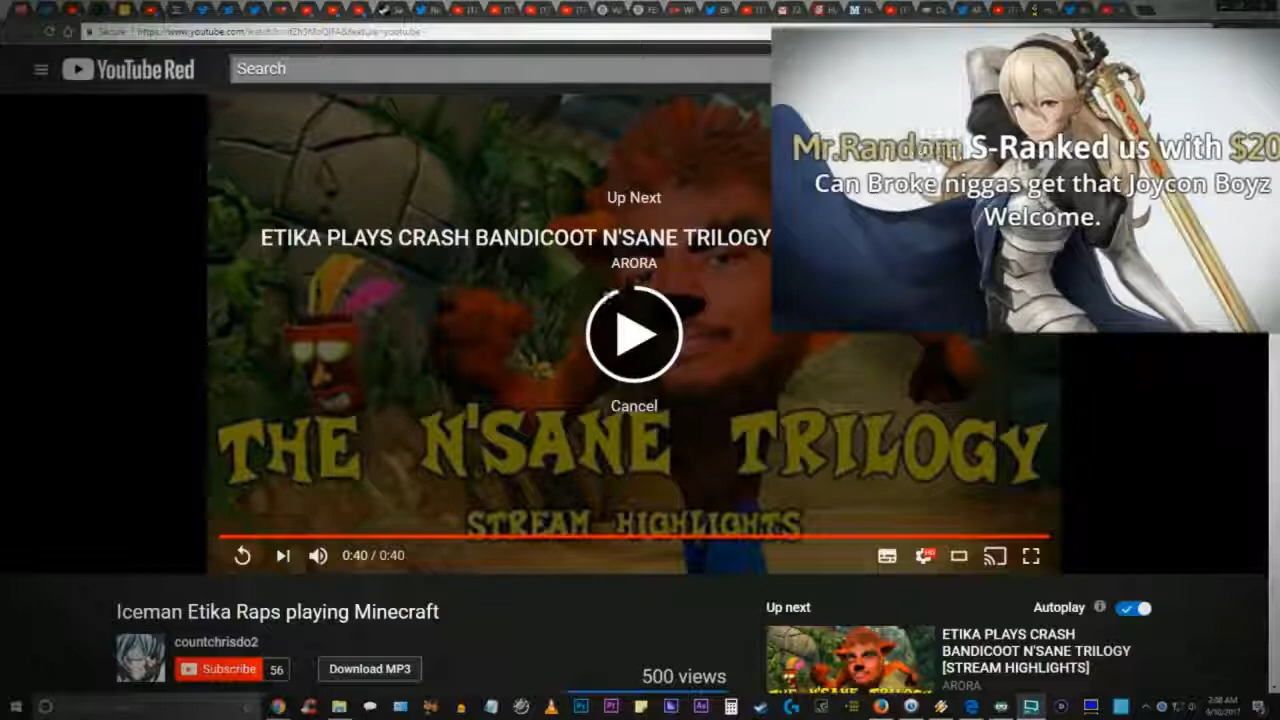 YouTube Red
Search
Mr.Random S-Ranked us with $20
Can Broke niggas get that Joycon Boyz
Welcome.
Up Next
ETIKA PLAYS CRASH BANDICOOT N'SANE TRILOGY
ARORA
Cancel
THE N'SANE TRILOGY
STREAM HIGHLIGHTS
0:40 / 0:40
HD
Iceman Etika Raps playing Minecraft
countchrisdo2
Subscribe 56
Download MP3
500 views
Up next
Autoplay
ETIKA PLAYS CRASH
BANDICOOT N'SANE TRILOGY
[STREAM HIGHLIGHTS]
ARORA